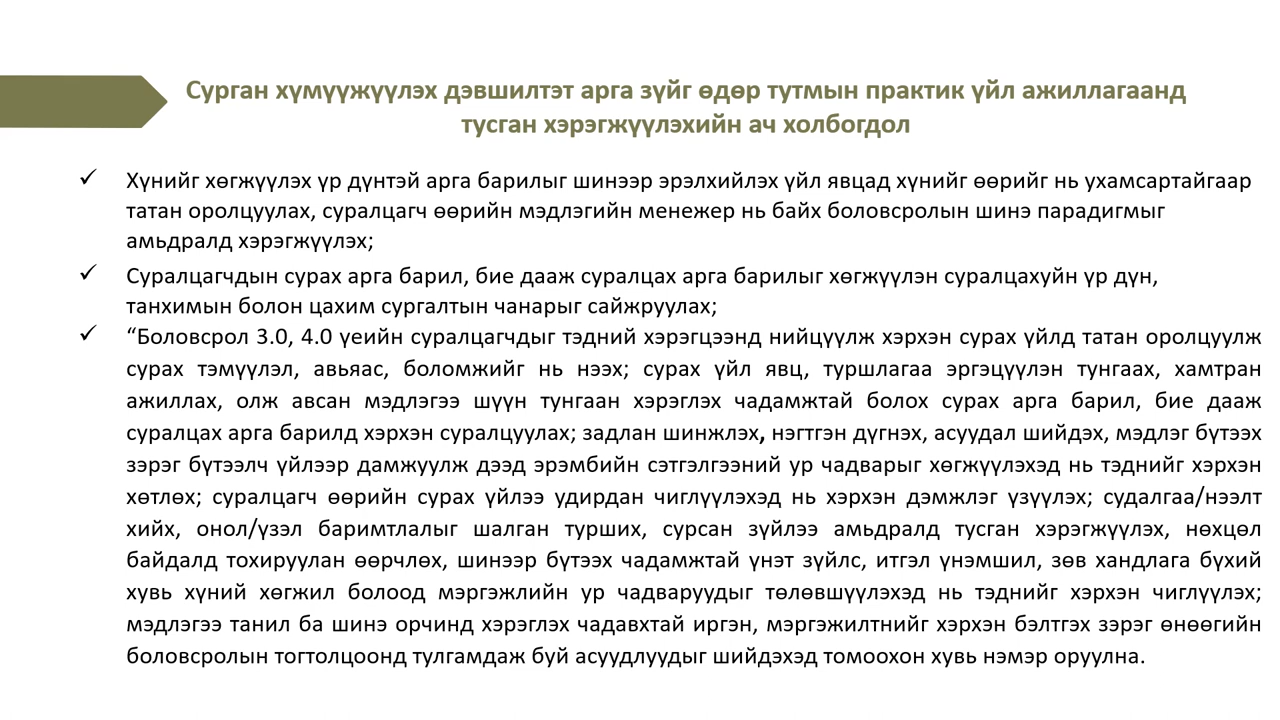 Сурган хүмүүжүүлэх дэвшилтэт арга зүйг өдөр тутмын практик үйл ажиллагаанд
тусган хэрэгжүүлэхийн ач холбогдол
✓ Хүнийг хөгжүүлэх үр дүнтэй арга барилыг шинээр эрэлхийлэх үйл явцад хүнийг өөрийг нь ухамсартайгаар
татан оролцуулах, суралцагч өөрийн мэдлэгийн менежер нь байх боловсролын шинэ парадигмыг
амьдралд хэрэгжүүлэх;
✓ Суралцагчдын сурах арга барил, бие дааж суралцах арга барилыг хөгжүүлэн суралцахуйн үр дүн,
танхимын болон цахим сургалтын чанарыг сайжруулах;
✓ “Боловсрол 3.0, 4.0 үеийн суралцагчдыг тэдний хэрэгцээнд нийцүүлж хэрхэн сурах үйлд татан оролцуулж
сурах тэмүүлэл, авьяас, боломжийг нь нээх; сурах үйл явц, туршлагаа эргэцүүлэн тунгаах, хамтран
ажиллах, олж авсан мэдлэгээ шүүн тунгаан хэрэглэх чадамжтай болох сурах арга барил, бие дааж
суралцах арга барилд хэрхэн суралцуулах; задлан шинжлэх, нэгтгэн дүгнэх, асуудал шийдэх, мэдлэг бүтээх
зэрэг бүтээлч үйлээр дамжуулж дээд эрэмбийн сэтгэлгээний ур чадварыг хөгжүүлэхэд нь тэднийг хэрхэн
хөтлөх; суралцагч өөрийн сурах үйлээ удирдан чиглүүлэхэд нь хэрхэн дэмжлэг үзүүлэх; судалгаа/нээлт
хийх, онол/үзэл баримтлалыг шалган турших, сурсан зүйлээ амьдралд тусган хэрэгжүүлэх, нөхцөл
байдалд тохируулан өөрчлөх, шинээр бүтээх чадамжтай үнэт зүйлс, итгэл үнэмшил, зөв хандлага бүхий
хувь хүний хөгжил болоод мэргэжлийн ур чадваруудыг төлөвшүүлэхэд нь тэднийг хэрхэн чиглүүлэх;
мэдлэгээ танил ба шинэ орчинд хэрэглэх чадавхтай иргэн, мэргэжилтнийг хэрхэн бэлтгэх зэрэг өнөөгийн
боловсролын тогтолцоонд тулгамдаж буй асуудлуудыг шийдэхэд томоохон хувь нэмэр оруулна.